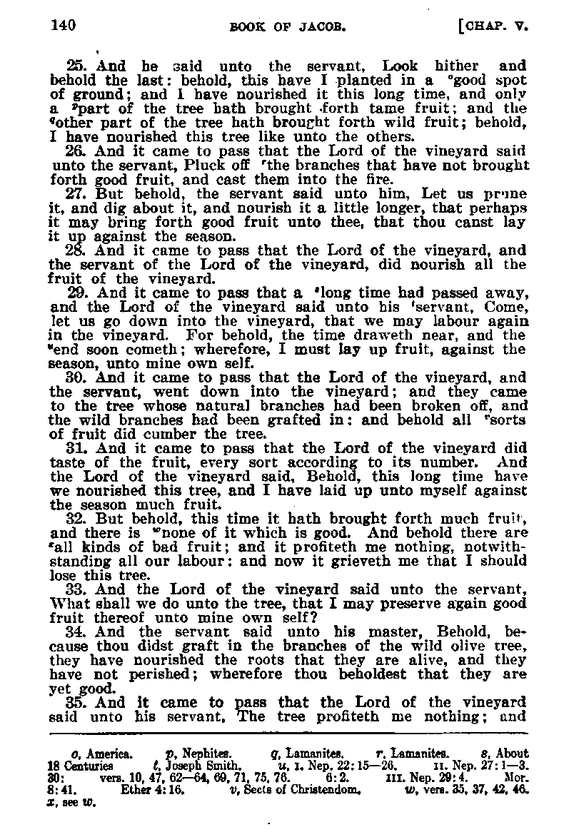 140 BOOK OF JACOB. [CHAP. V.
25. And he said unto the servant, Look hither and
behold the last: behold, this have I planted in a °good spot
of ground; and I have nourished it this long time, and only
a ᵖpart of the tree hath brought forth tame fruit; and the
ᵠother part of the tree hath brought forth wild fruit; behold,
I have nourished this tree like unto the others.
26. And it came to pass that the Lord of the vineyard said
unto the servant, Pluck off ʳthe branches that have not brought
forth good fruit, and cast them into the fire.
27. But behold, the servant said unto him, Let us prune
it, and dig about it, and nourish it a little longer, that perhaps
it may bring forth good fruit unto thee, that thou canst lay
it up against the season.
28. And it came to pass that the Lord of the vineyard, and
the servant of the Lord of the vineyard, did nourish all the
fruit of the vineyard.
29. And it came to pass that a ˢlong time had passed away,
and the Lord of the vineyard said unto his ᵗservant, Come,
let us go down into the vineyard, that we may labour again
in the vineyard. For behold, the time draweth near, and the
ᵘend soon cometh; wherefore, I must lay up fruit, against the
season, unto mine own self.
30. And it came to pass that the Lord of the vineyard, and
the servant, went down into the vineyard; and they came
to the tree whose natural branches had been broken off, and
the wild branches had been grafted in: and behold all ᵛsorts
of fruit did cumber the tree.
31. And it came to pass that the Lord of the vineyard did
taste of the fruit, every sort according to its number. And
the Lord of the vineyard said, Behold, this long time have
we nourished this tree, and I have laid up unto myself against
the season much fruit.
32. But behold, this time it hath brought forth much fruit,
and there is ʷnone of it which is good. And behold there are
ˣall kinds of bad fruit; and it profiteth me nothing, notwith-
standing all our labour: and now it grieveth me that I should
lose this tree.
33. And the Lord of the vineyard said unto the servant,
What shall we do unto the tree, that I may preserve again good
fruit thereof unto mine own self?
34. And the servant said unto his master, Behold, be-
cause thou didst graft in the branches of the wild olive tree,
they have nourished the roots that they are alive, and they
have not perished; wherefore thou beholdest that they are
yet good.
35. And it came to pass that the Lord of the vineyard
said unto his servant, The tree profiteth me nothing; and
o, America. p, Nephites. q, Lamanites. r, Lamanites. s, About
18 Centuries t, Joseph Smith. u, I. Nep. 22:15—26. II. Nep. 27:1—3.
30: vers. 10, 47, 62—64, 69, 71, 75, 76. 6:2. III. Nep. 29:4. Mor.
8:41. Ether 4:16. v, Sects of Christendom. w, vers. 35, 37, 42, 46.
x, see w.